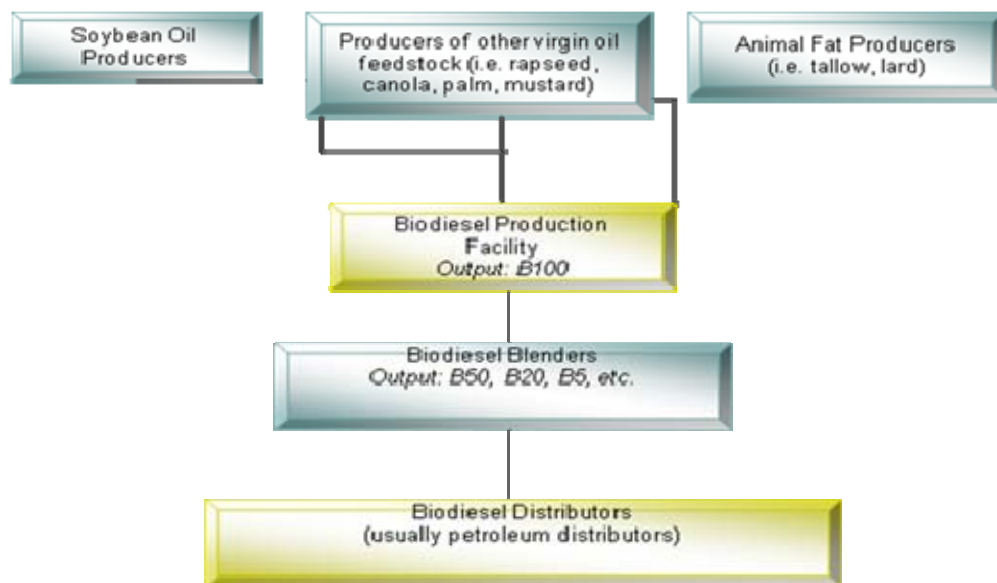 Soybean Oil
Producers
Producers of other virgin oil
feedstock (i.e. rapseed,
canola, palm, mustard)
Animal Fat Producers
(i.e. tallow, lard)
Biodiesel Production
Facility
Output: B100
Biodiesel Blenders
Output: B50, B20, B5, etc.
Biodiesel Distributors
(usually petroleum distributors)